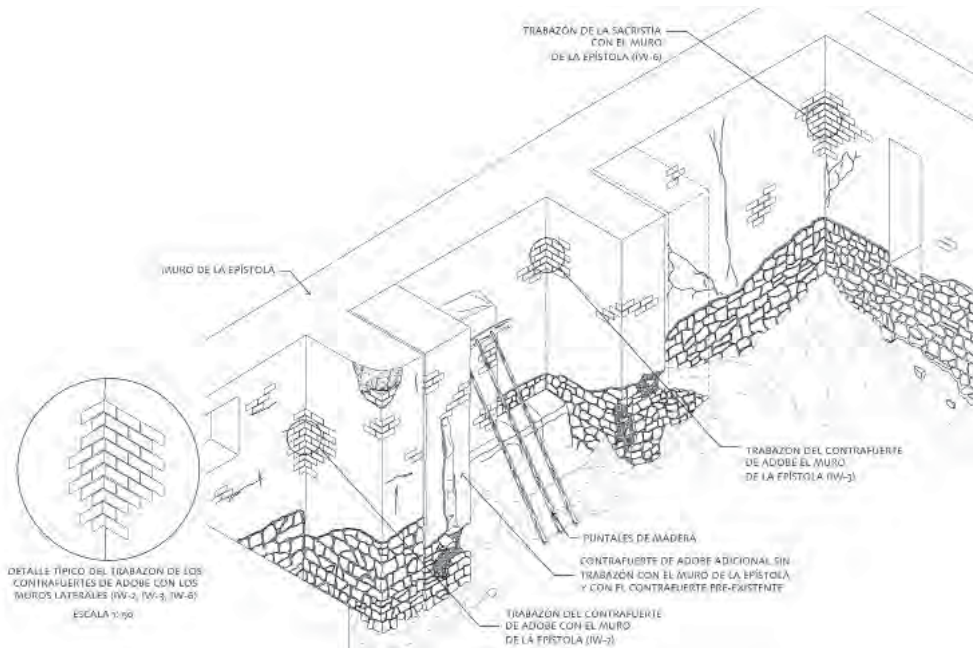 TRABAZÓN DE LA SACRISTÍA
CON EL MURO
DE LA EPÍSTOLA (IW-6)
MURO DE LA EPÍSTOLA
TRABAZÓN DEL CONTRAFUERTE
DE ADOBE EL MURO
DE LA EPÍSTOLA (IW-3)
PUNTALES DE MADERA
CONTRAFUERTE DE ADOBE ADICIONAL SIN
TRABAZÓN CON EL MURO DE LA EPÍSTOLA
Y CON EL CONTRAFUERTE PRE-EXISTENTE
DETALLE TÍPICO DEL TRABAZON DE LOS
CONTRAFUERTES DE ADOBE CON LOS
MUROS LATERALES (IW-2, IW-3, IW-6)
ESCALA 1:50
TRABAZÓN DEL CONTRAFUERTE
DE ADOBE CON EL MURO
DE LA EPÍSTOLA (IW-7)